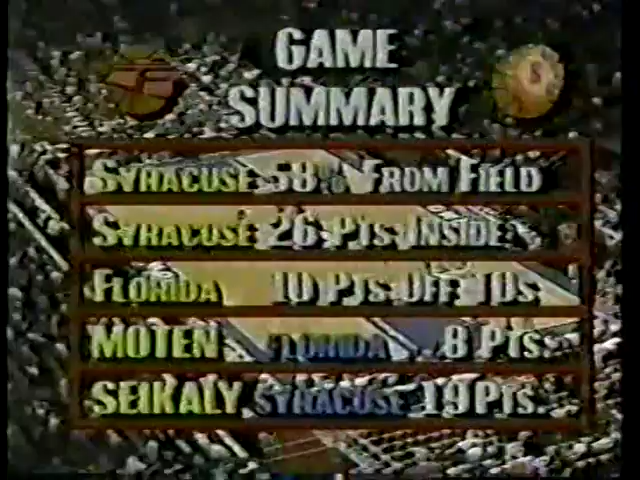 GAME
SUMMARY
SYRACUSE 58% FROM FIELD
SYRACUSE 26 PTS INSIDE
FLORIDA 10 PTS OFF TOS
MOTEN FLORIDA 8 PTS.
SEIKALY SYRACUSE 19 PTS.